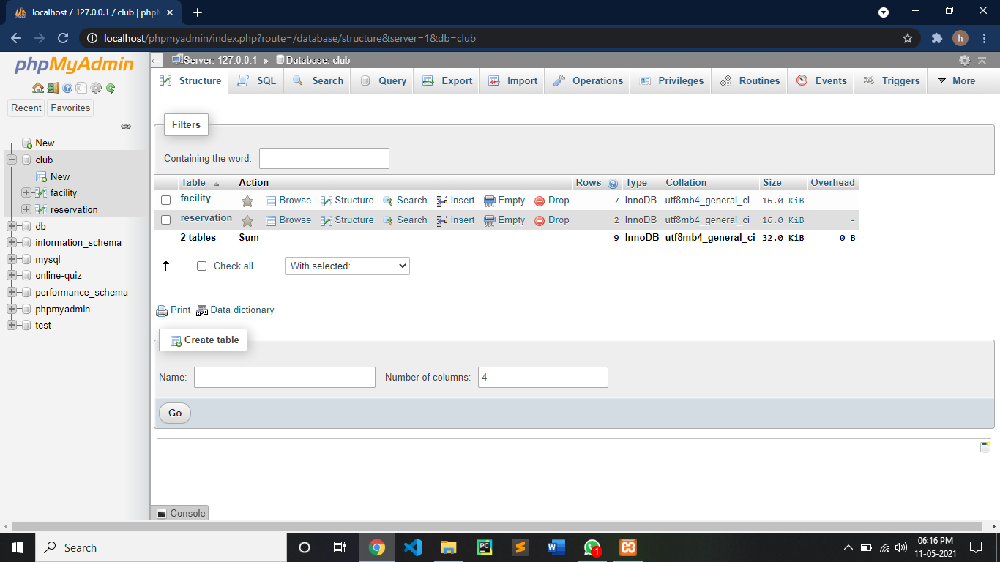 localhost / 127.0.0.1 / club | phpM
localhost/phpmyadmin/index.php?route=/database/structure&server=1&db=club
h
phpMyAdmin
Recent Favorites
New
club
New
facility
reservation
db
information_schema
mysql
online-quiz
performance_schema
phpmyadmin
test
Server: 127.0.0.1 » Database: club
Structure SQL Search Query Export Import Operations Privileges Routines Events Triggers More
Filters
Containing the word:
Table Action Rows Type Collation Size Overhead
facility Browse Structure Search Insert Empty Drop 7 InnoDB utf8mb4_general_ci 16.0 KiB -
reservation Browse Structure Search Insert Empty Drop 2 InnoDB utf8mb4_general_ci 16.0 KiB -
2 tables Sum 9 InnoDB utf8mb4_general_ci 32.0 KiB 0 B
Check all With selected:
Print Data dictionary
Create table
Name: Number of columns: 4
Go
Console
Search
PC
W
1
06:16 PM
11-05-2021